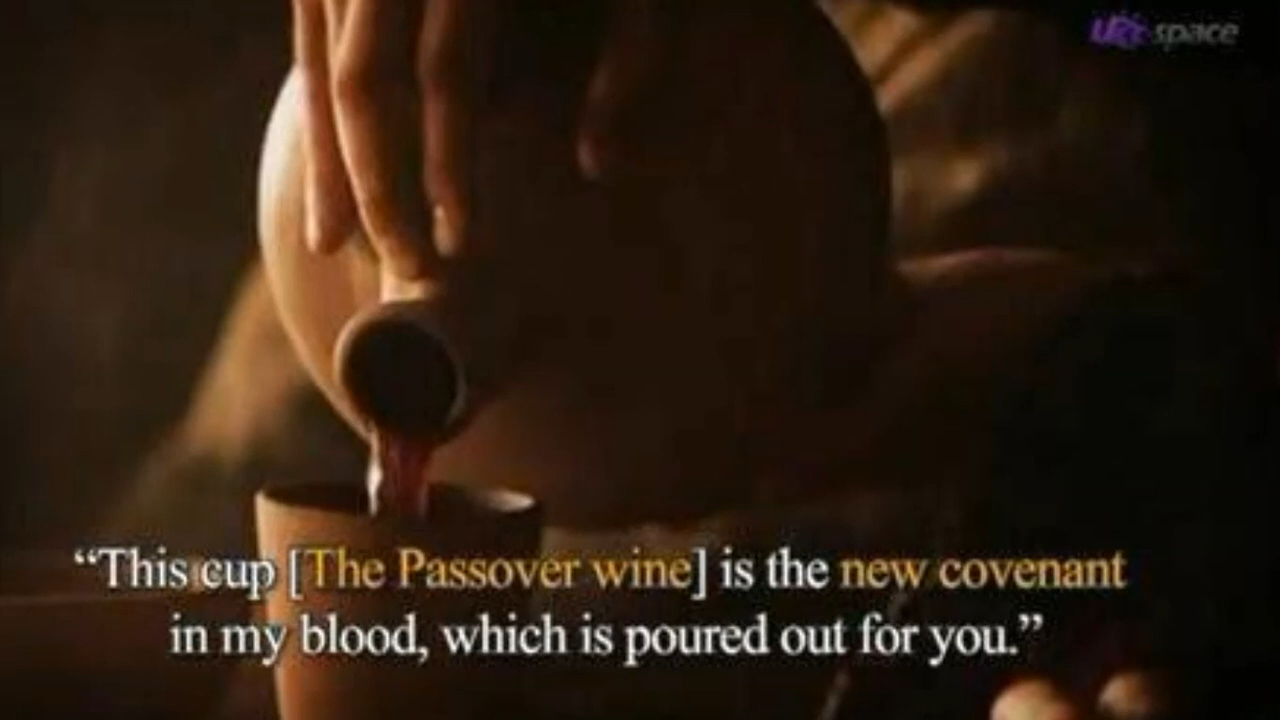 space
“This cup [The Passover wine] is the new covenant
in my blood, which is poured out for you.”